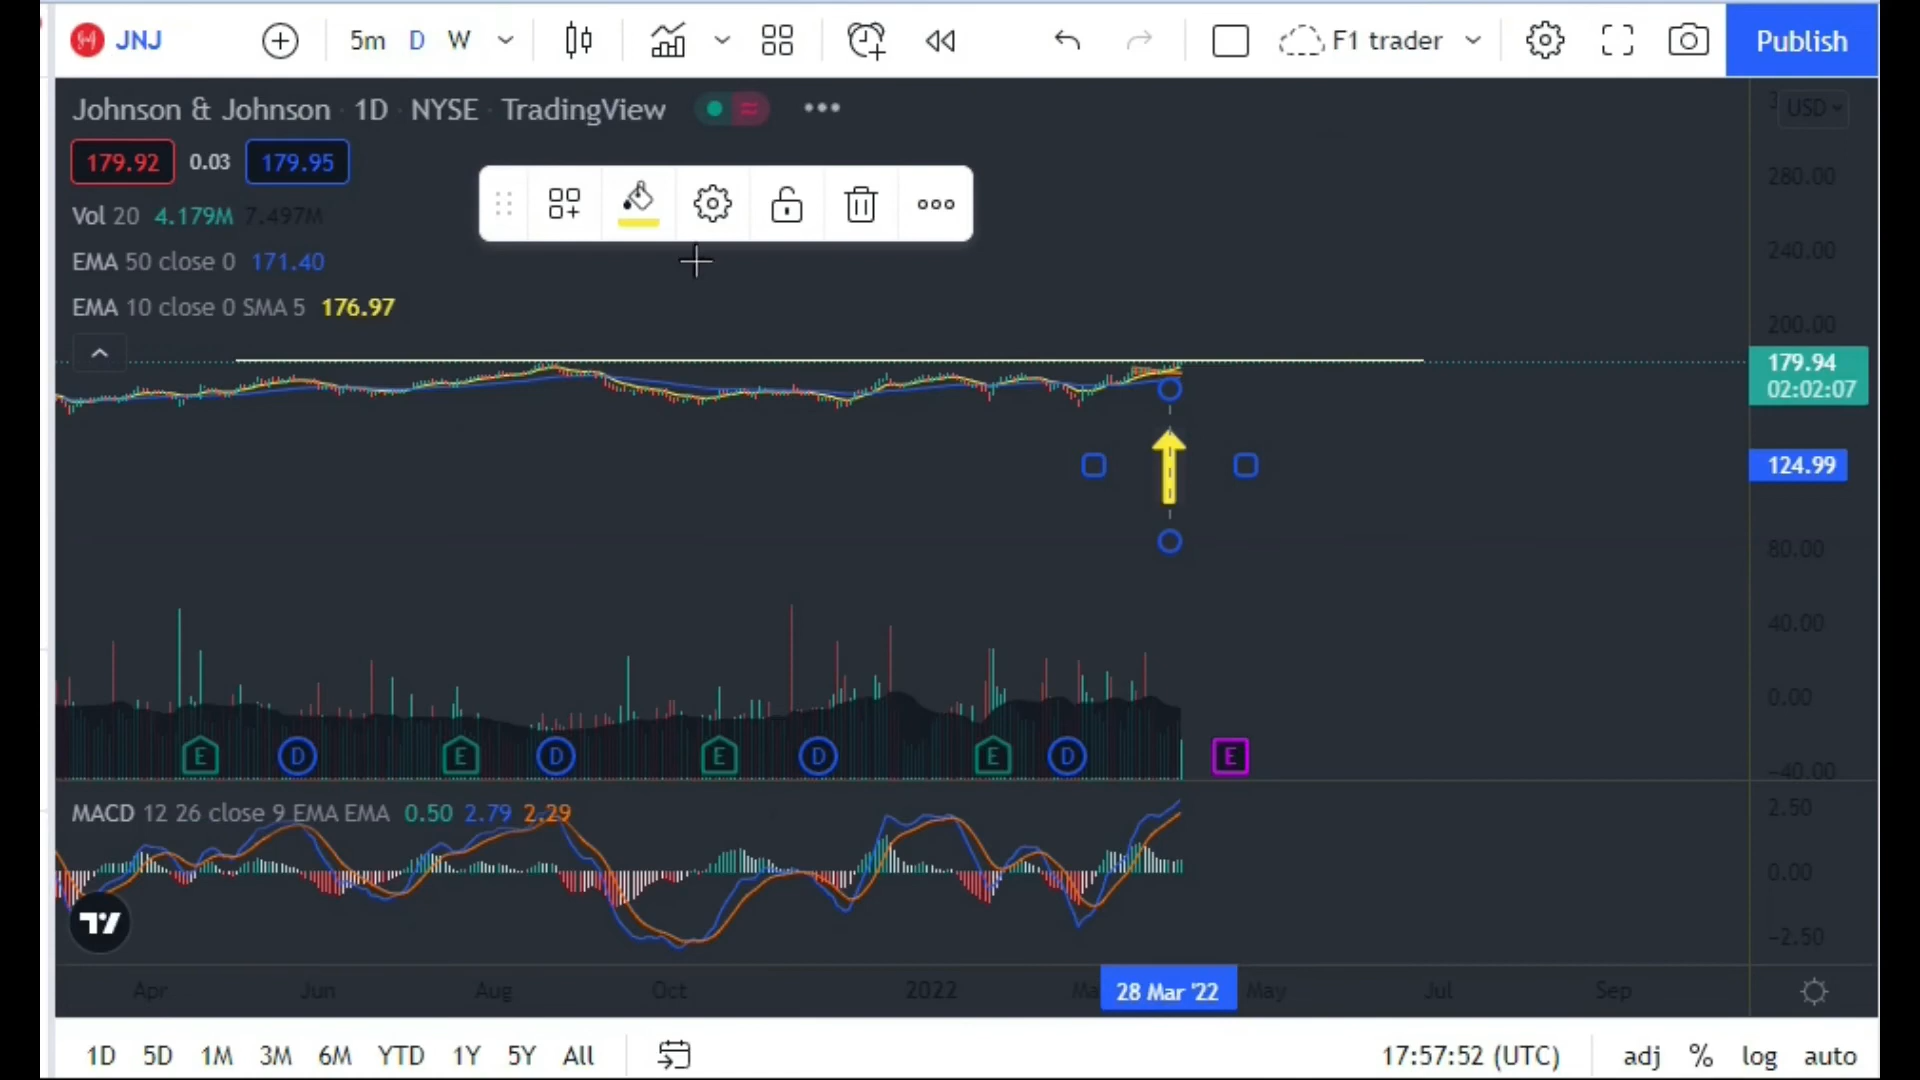 JNJ
5m D W
F1 trader
Publish
Johnson & Johnson · 1D · NYSE · TradingView
USD
179.92 0.03 179.95
280.00
Vol 20 4.179M 7.497M
240.00
EMA 50 close 0 171.40
EMA 10 close 0 SMA 5 176.97
200.00
179.94
02:02:07
124.99
80.00
40.00
0.00
E D E D E D E D E
-40.00
MACD 12 26 close 9 EMA EMA 0.50 2.79 2.29
2.50
0.00
-2.50
Apr Jun Aug Oct 2022 28 Mar '22 May Jul Sep
1D 5D 1M 3M 6M YTD 1Y 5Y All
17:57:52 (UTC) adj % log auto